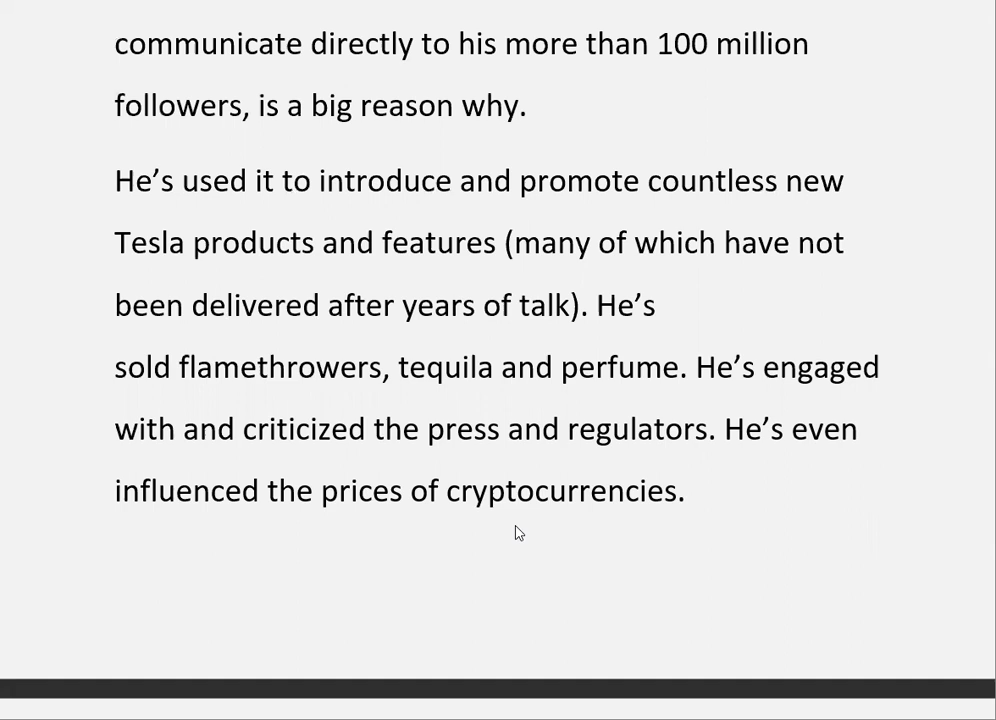 communicate directly to his more than 100 million
followers, is a big reason why.
He’s used it to introduce and promote countless new
Tesla products and features (many of which have not
been delivered after years of talk). He’s
sold flamethrowers, tequila and perfume. He’s engaged
with and criticized the press and regulators. He’s even
influenced the prices of cryptocurrencies.